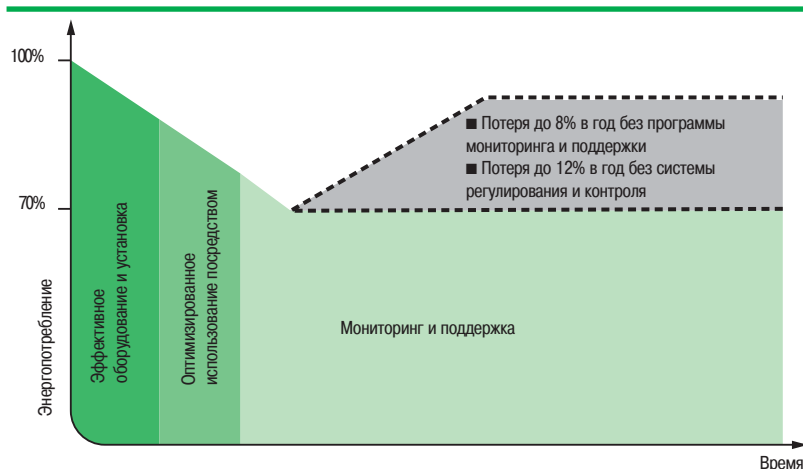 100%
■ Потеря до 8% в год без программы
мониторинга и поддержки
■ Потеря до 12% в год без системы
регулирования и контроля
70%
Энергопотребление
Эффективное
оборудование и установка
Оптимизированное
использование посредством
Мониторинг и поддержка
Время